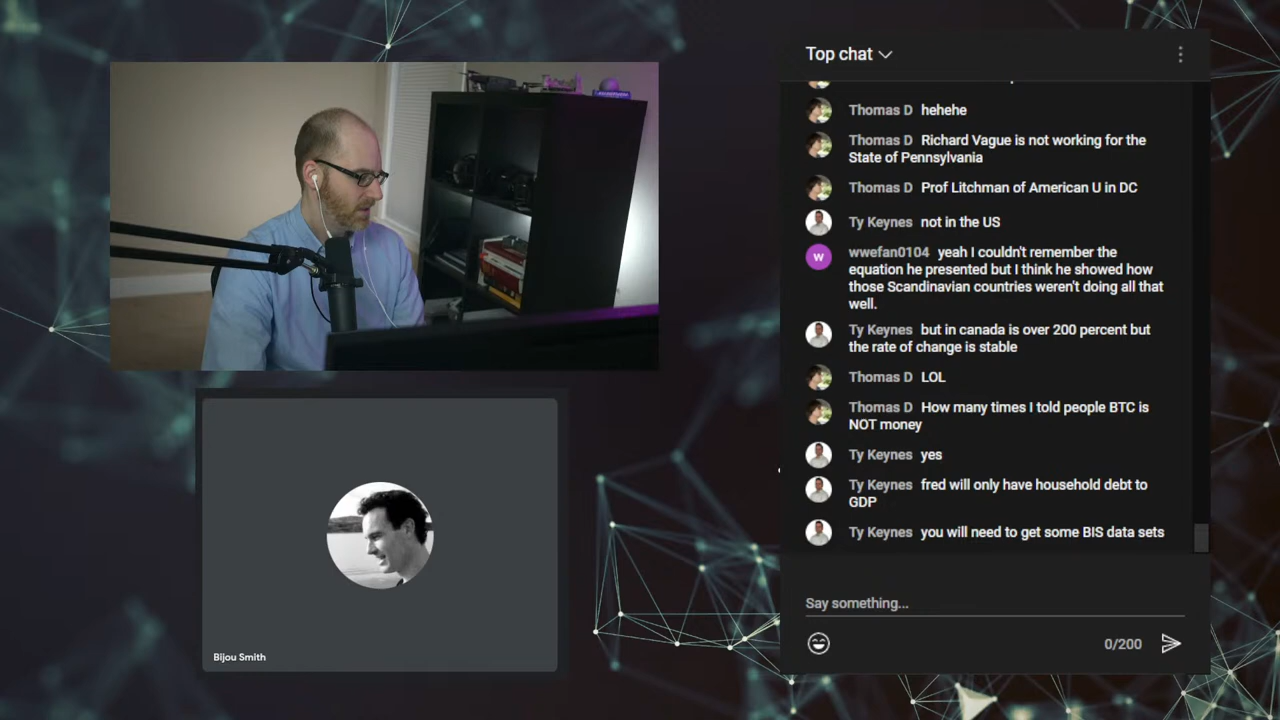 Top chat
Thomas D hehehe
Thomas D Richard Vague is not working for the
State of Pennsylvania
Thomas D Prof Litchman of American U in DC
Ty Keynes not in the US
W
wwefan0104 yeah I couldn't remember the
equation he presented but I think he showed how
those Scandinavian countries weren't doing all that
well.
Ty Keynes but in canada is over 200 percent but
the rate of change is stable
Thomas D LOL
Thomas D How many times I told people BTC is
NOT money
Ty Keynes yes
Ty Keynes fred will only have household debt to
GDP
Ty Keynes you will need to get some BIS data sets
Say something...
0/200
Bijou Smith